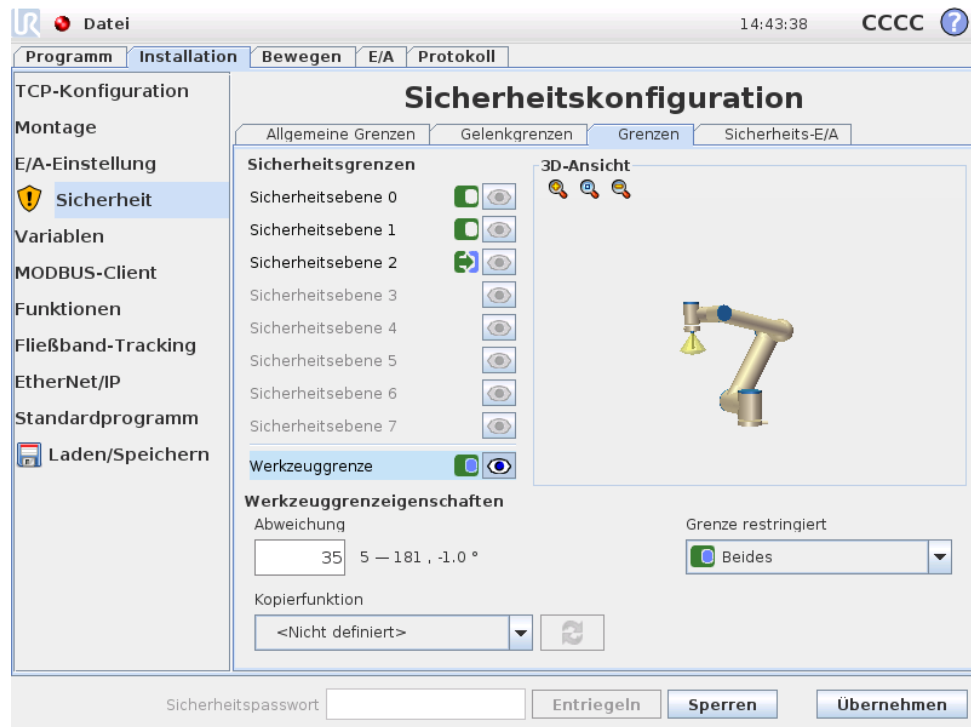 UR Datei 14:43:38 CCCC ?
Programm Installation Bewegen E/A Protokoll
TCP-Konfiguration
Montage
E/A-Einstellung
Sicherheit
Variablen
MODBUS-Client
Funktionen
Fließband-Tracking
EtherNet/IP
Standardprogramm
Laden/Speichern
Sicherheitskonfiguration
Allgemeine Grenzen Gelenkgrenzen Grenzen Sicherheits-E/A
Sicherheitsgrenzen
Sicherheitsebene 0
Sicherheitsebene 1
Sicherheitsebene 2
Sicherheitsebene 3
Sicherheitsebene 4
Sicherheitsebene 5
Sicherheitsebene 6
Sicherheitsebene 7
Werkzeuggrenze
3D-Ansicht
Werkzeuggrenzeigenschaften
Abweichung
35 5 — 181 , -1.0 °
Grenze restringiert
Beides
Kopierfunktion
<Nicht definiert>
Sicherheitspasswort Entriegeln Sperren Übernehmen